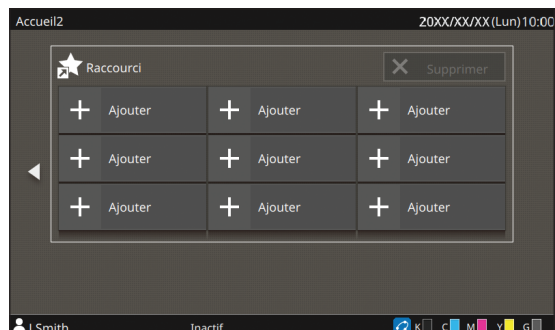 Accueil2 20XX/XX/XX (Lun) 10:00
Raccourci Supprimer
Ajouter Ajouter Ajouter
Ajouter Ajouter Ajouter
Ajouter Ajouter Ajouter
J.Smith Inactif K C M Y G